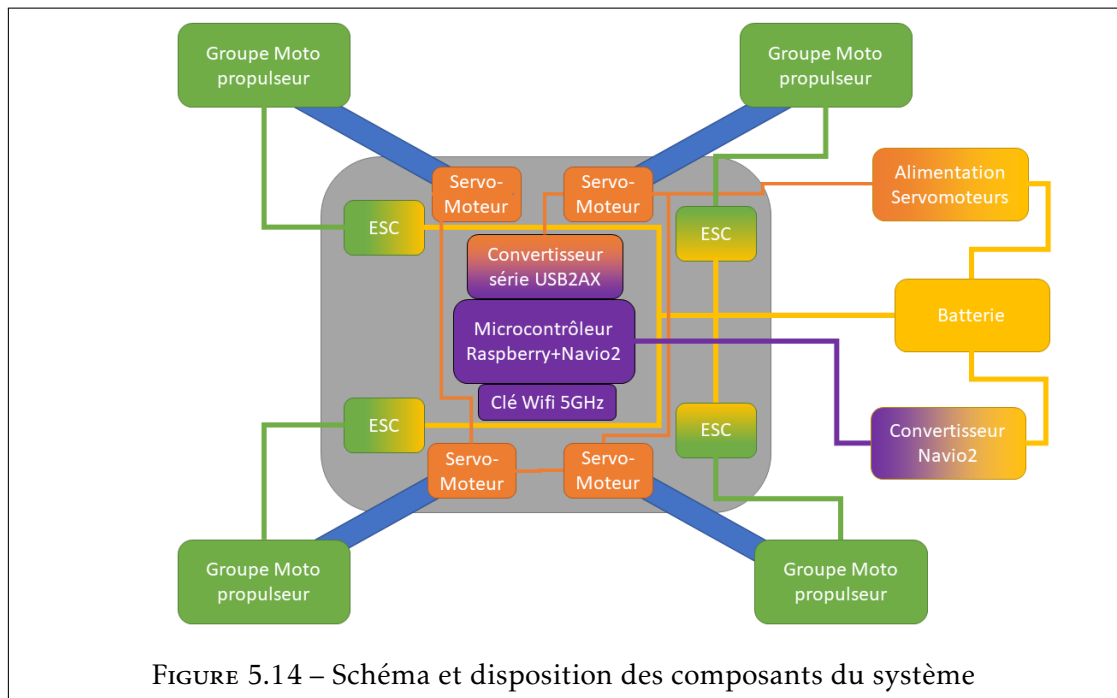 Groupe Moto
propulseur
Groupe Moto
propulseur
Servo-
Moteur
Servo-
Moteur
Alimentation
Servomoteurs
ESC
ESC
Convertisseur
série USB2AX
Batterie
Microcontrôleur
Raspberry+Navio2
Clé Wifi 5GHz
ESC
ESC
Convertisseur
Navio2
Servo-
Moteur
Servo-
Moteur
Groupe Moto
propulseur
Groupe Moto
propulseur
FIGURE 5.14 – Schéma et disposition des composants du système